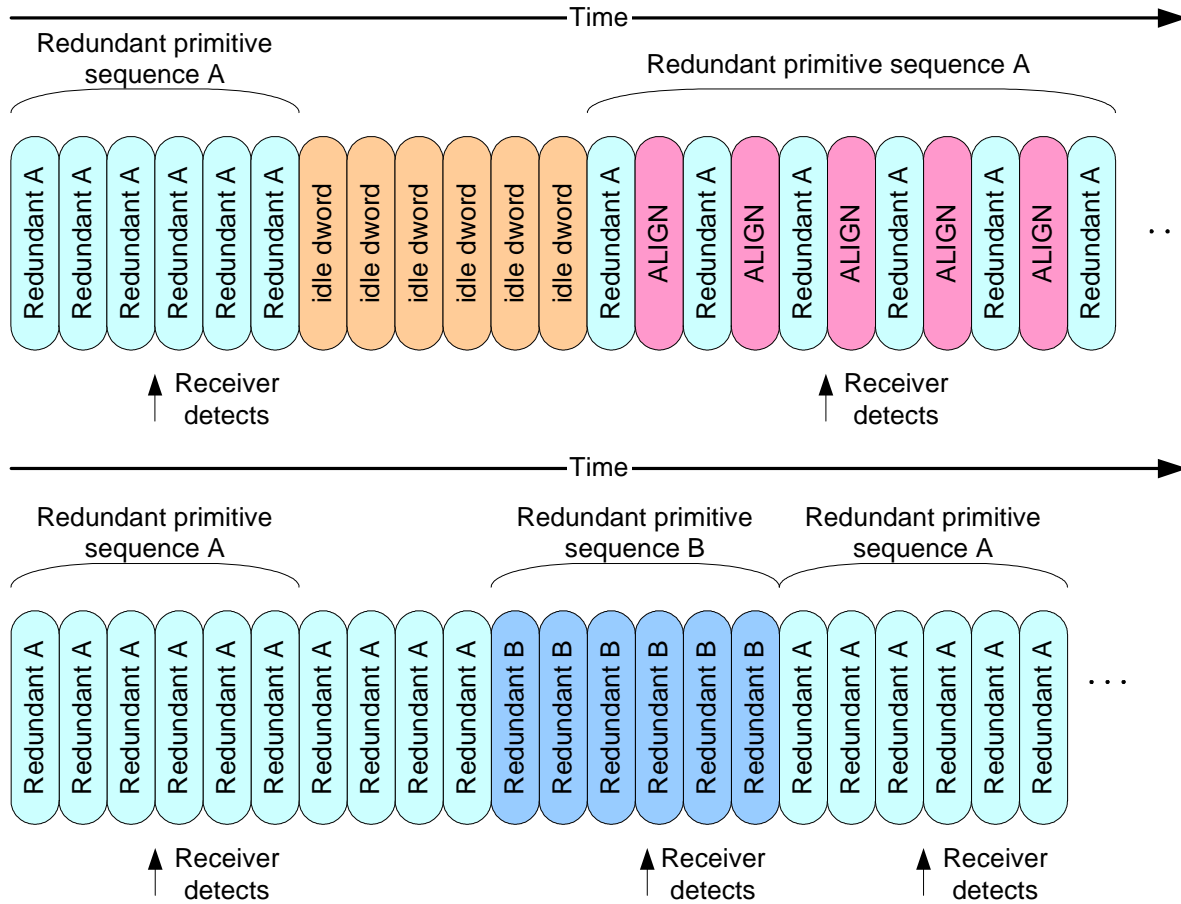 Time
Redundant primitive
sequence A
Redundant primitive sequence A
Redundant A
Redundant A
Redundant A
Redundant A
Redundant A
Redundant A
idle dword
idle dword
idle dword
idle dword
idle dword
idle dword
Redundant A
ALIGN
Redundant A
ALIGN
Redundant A
ALIGN
Redundant A
ALIGN
Redundant A
ALIGN
Redundant A
. .
Receiver
detects
Receiver
detects
Time
Redundant primitive
sequence A
Redundant primitive
sequence B
Redundant primitive
sequence A
Redundant A
Redundant A
Redundant A
Redundant A
Redundant A
Redundant A
Redundant A
Redundant A
Redundant A
Redundant A
Redundant B
Redundant B
Redundant B
Redundant B
Redundant B
Redundant B
Redundant A
Redundant A
Redundant A
Redundant A
Redundant A
Redundant A
. . .
Receiver
detects
Receiver
detects
Receiver
detects